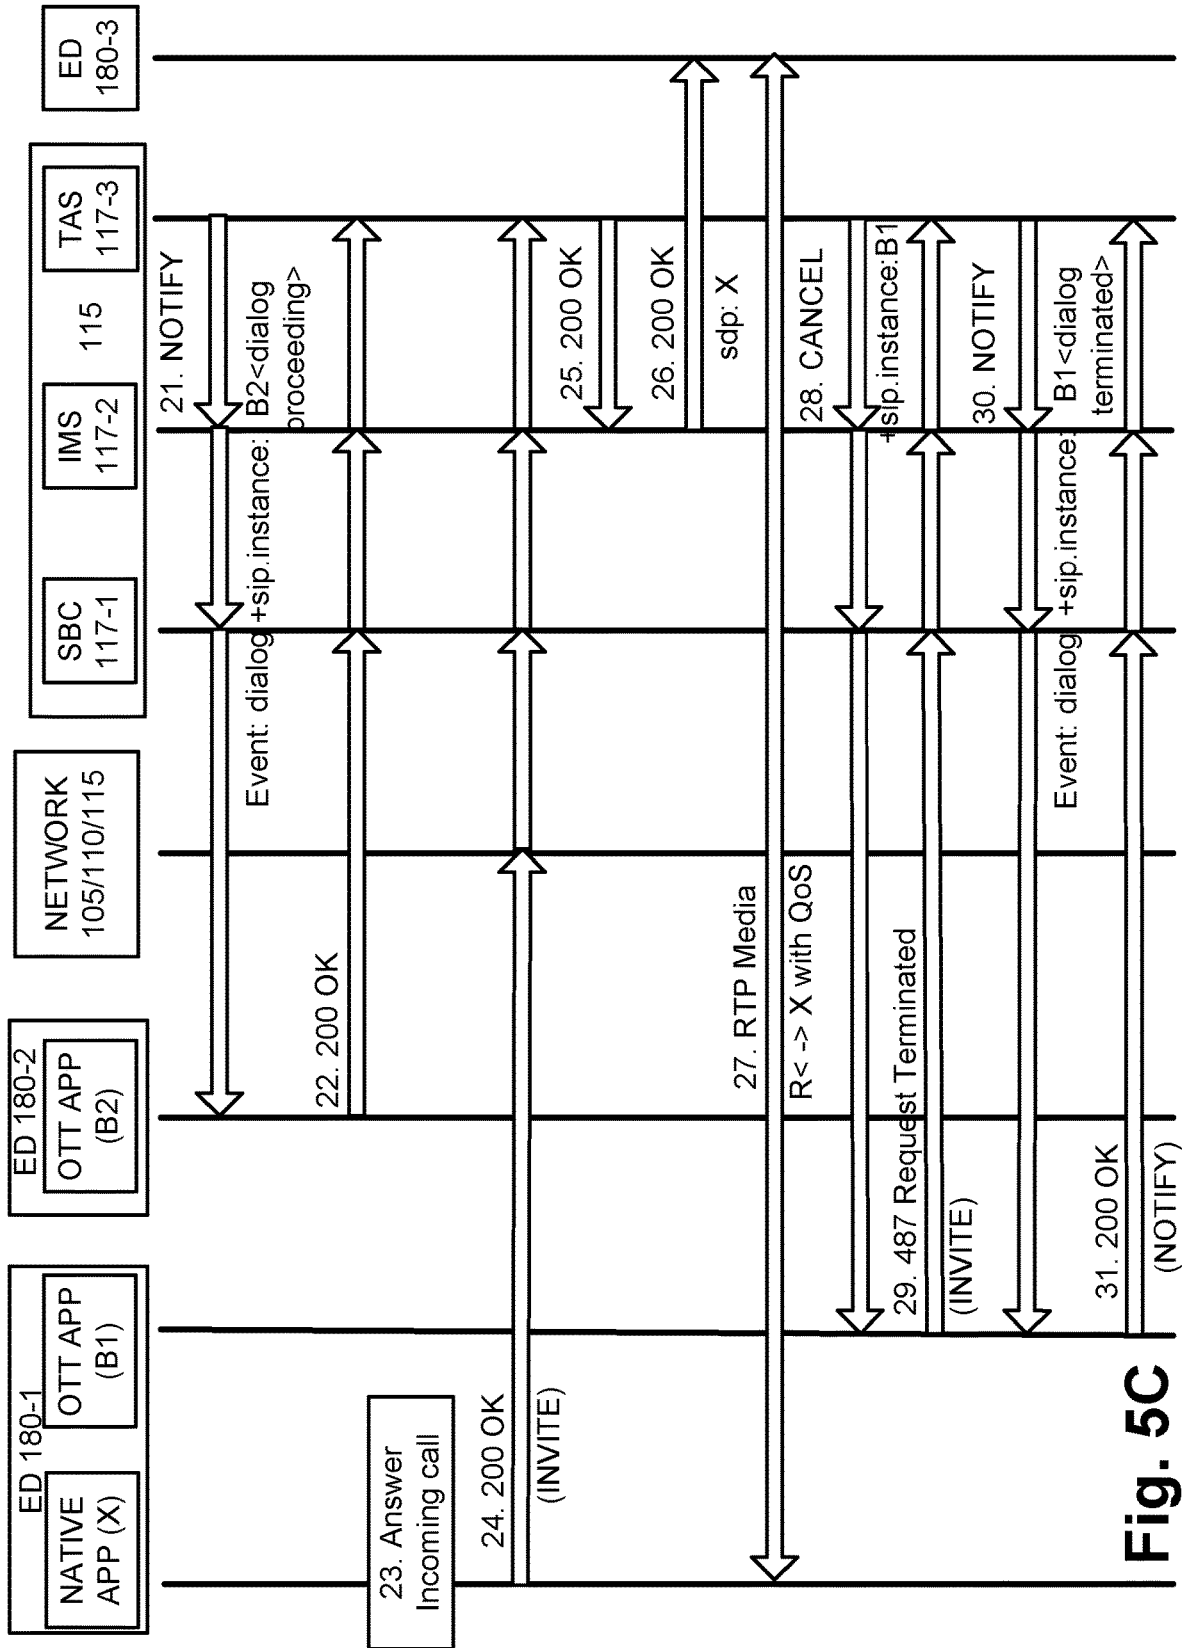 ED 180-1
NATIVE
APP (X)
OTT APP
(B1)
ED 180-2
OTT APP
(B2)
NETWORK
105/110/115
SBC
117-1
IMS
117-2
115
TAS
117-3
ED
180-3
21. NOTIFY
Event: dialog +sip.instance: B2<dialog
proceeding>
22. 200 OK
23. Answer
Incoming call
24. 200 OK
(INVITE)
25. 200 OK
26. 200 OK
sdp: X
27. RTP Media
R< -> X with QoS
28. CANCEL
+sip.instance:B1
29. 487 Request Terminated
(INVITE)
30. NOTIFY
Event: dialog +sip.instance: B1<dialog
terminated>
31. 200 OK
(NOTIFY)
Fig. 5C